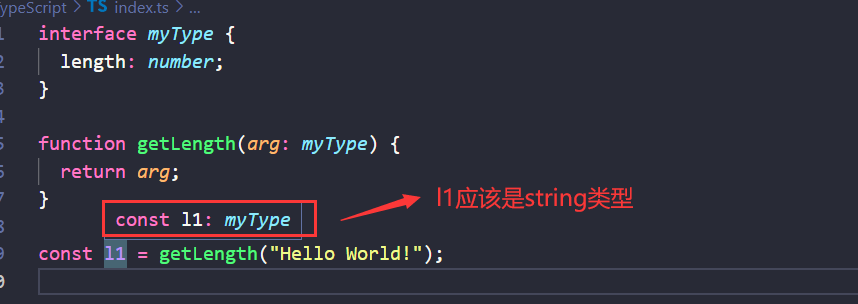 TypeScript > TS index.ts > ...
1 interface myType {
2 length: number;
3 }
4
5 function getLength(arg: myType) {
6 return arg;
7 }
8 const l1: myType
l1应该是string类型
9 const l1 = getLength("Hello World!");
0